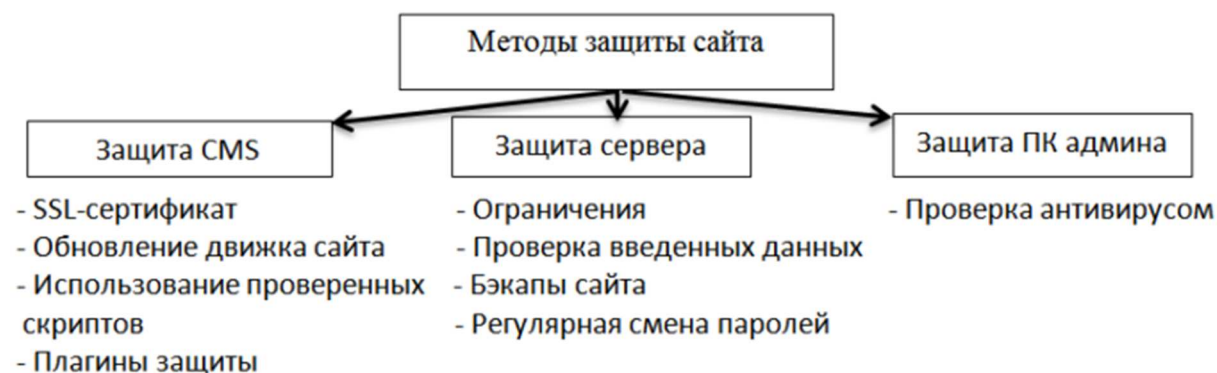 Методы защиты сайта
Защита CMS
- SSL-сертификат
- Обновление движка сайта
- Использование проверенных
скриптов
- Плагины защиты
Защита сервера
- Ограничения
- Проверка введенных данных
- Бэкапы сайта
- Регулярная смена паролей
Защита ПК админа
- Проверка антивирусом